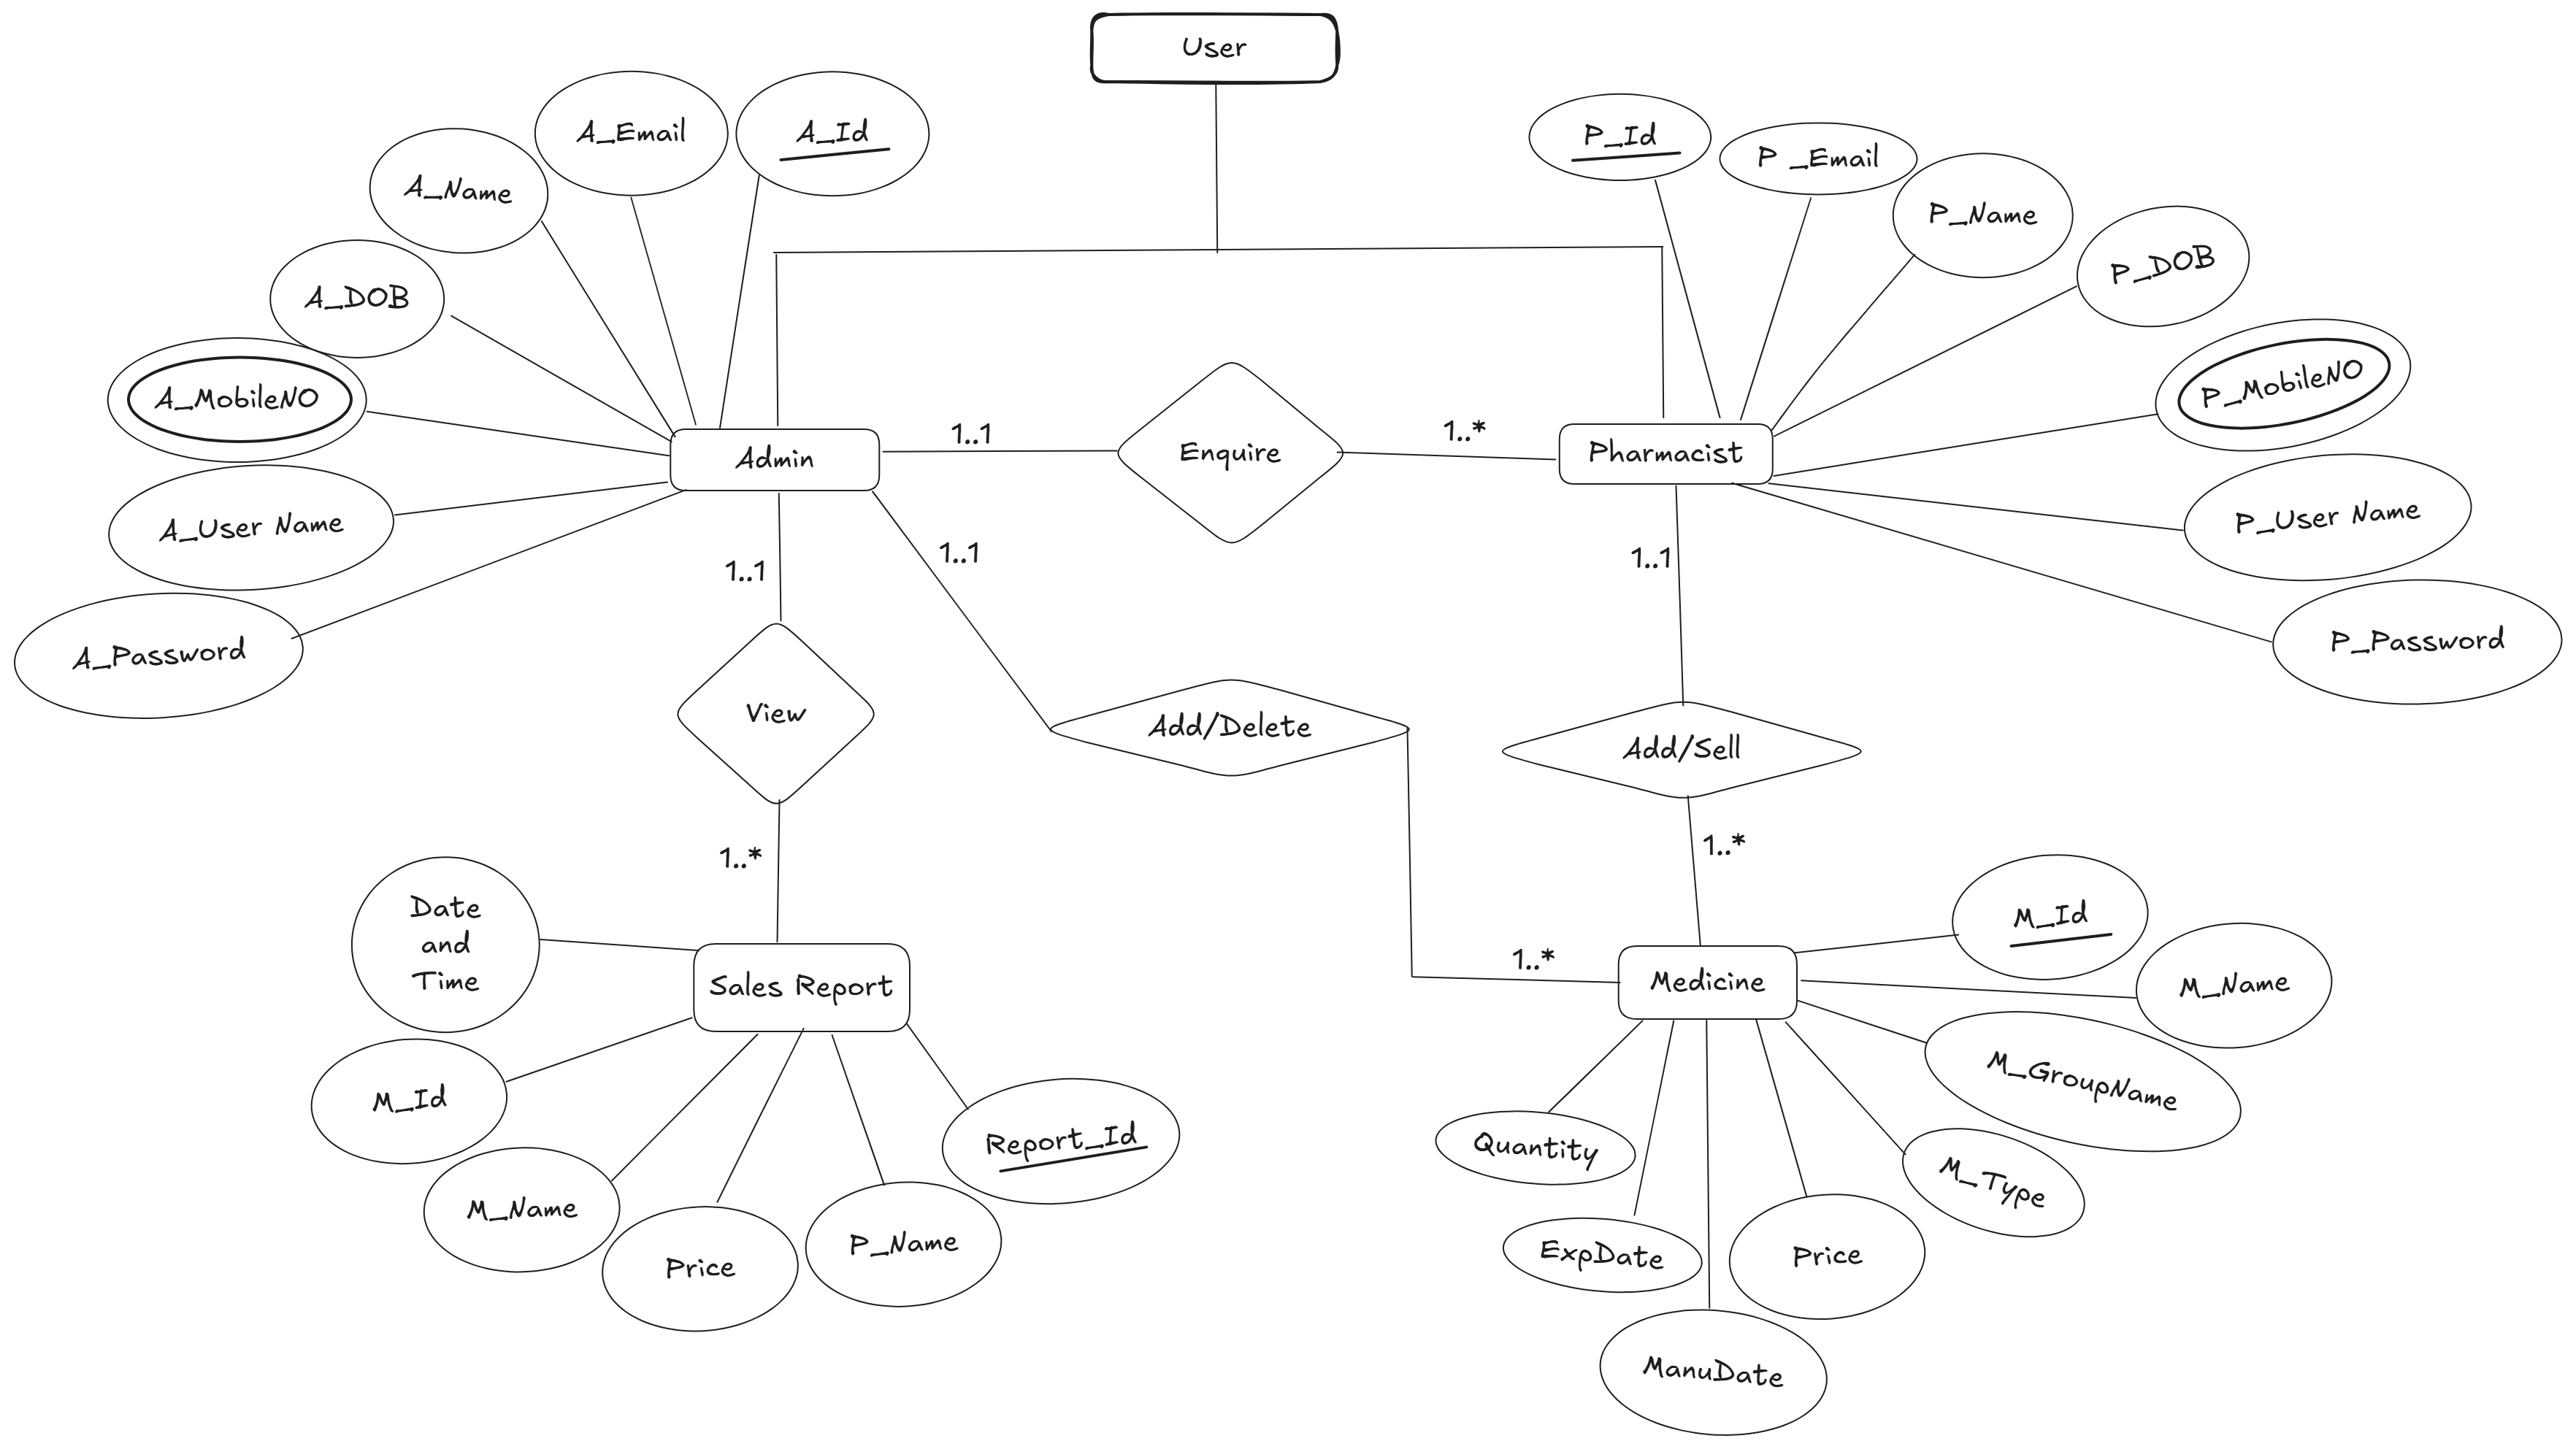 User
A_Email
A_Id
P_Id
P _Email
A_Name
P_Name
A_DOB
P_DOB
A_MobileNO
P_MobileNO
Admin
1..1
Enquire
1..*
Pharmacist
A_User Name
P_User Name
1..1
1..1
1..1
A_Password
P_Password
View
Add/Delete
Add/Sell
1..*
1..*
Date
and
Time
M_Id
1..*
Sales Report
Medicine
M_Name
M_Id
M_GroupName
Report_Id
Quantity
M_Type
M_Name
Price
P_Name
ExpDate
Price
ManuDate